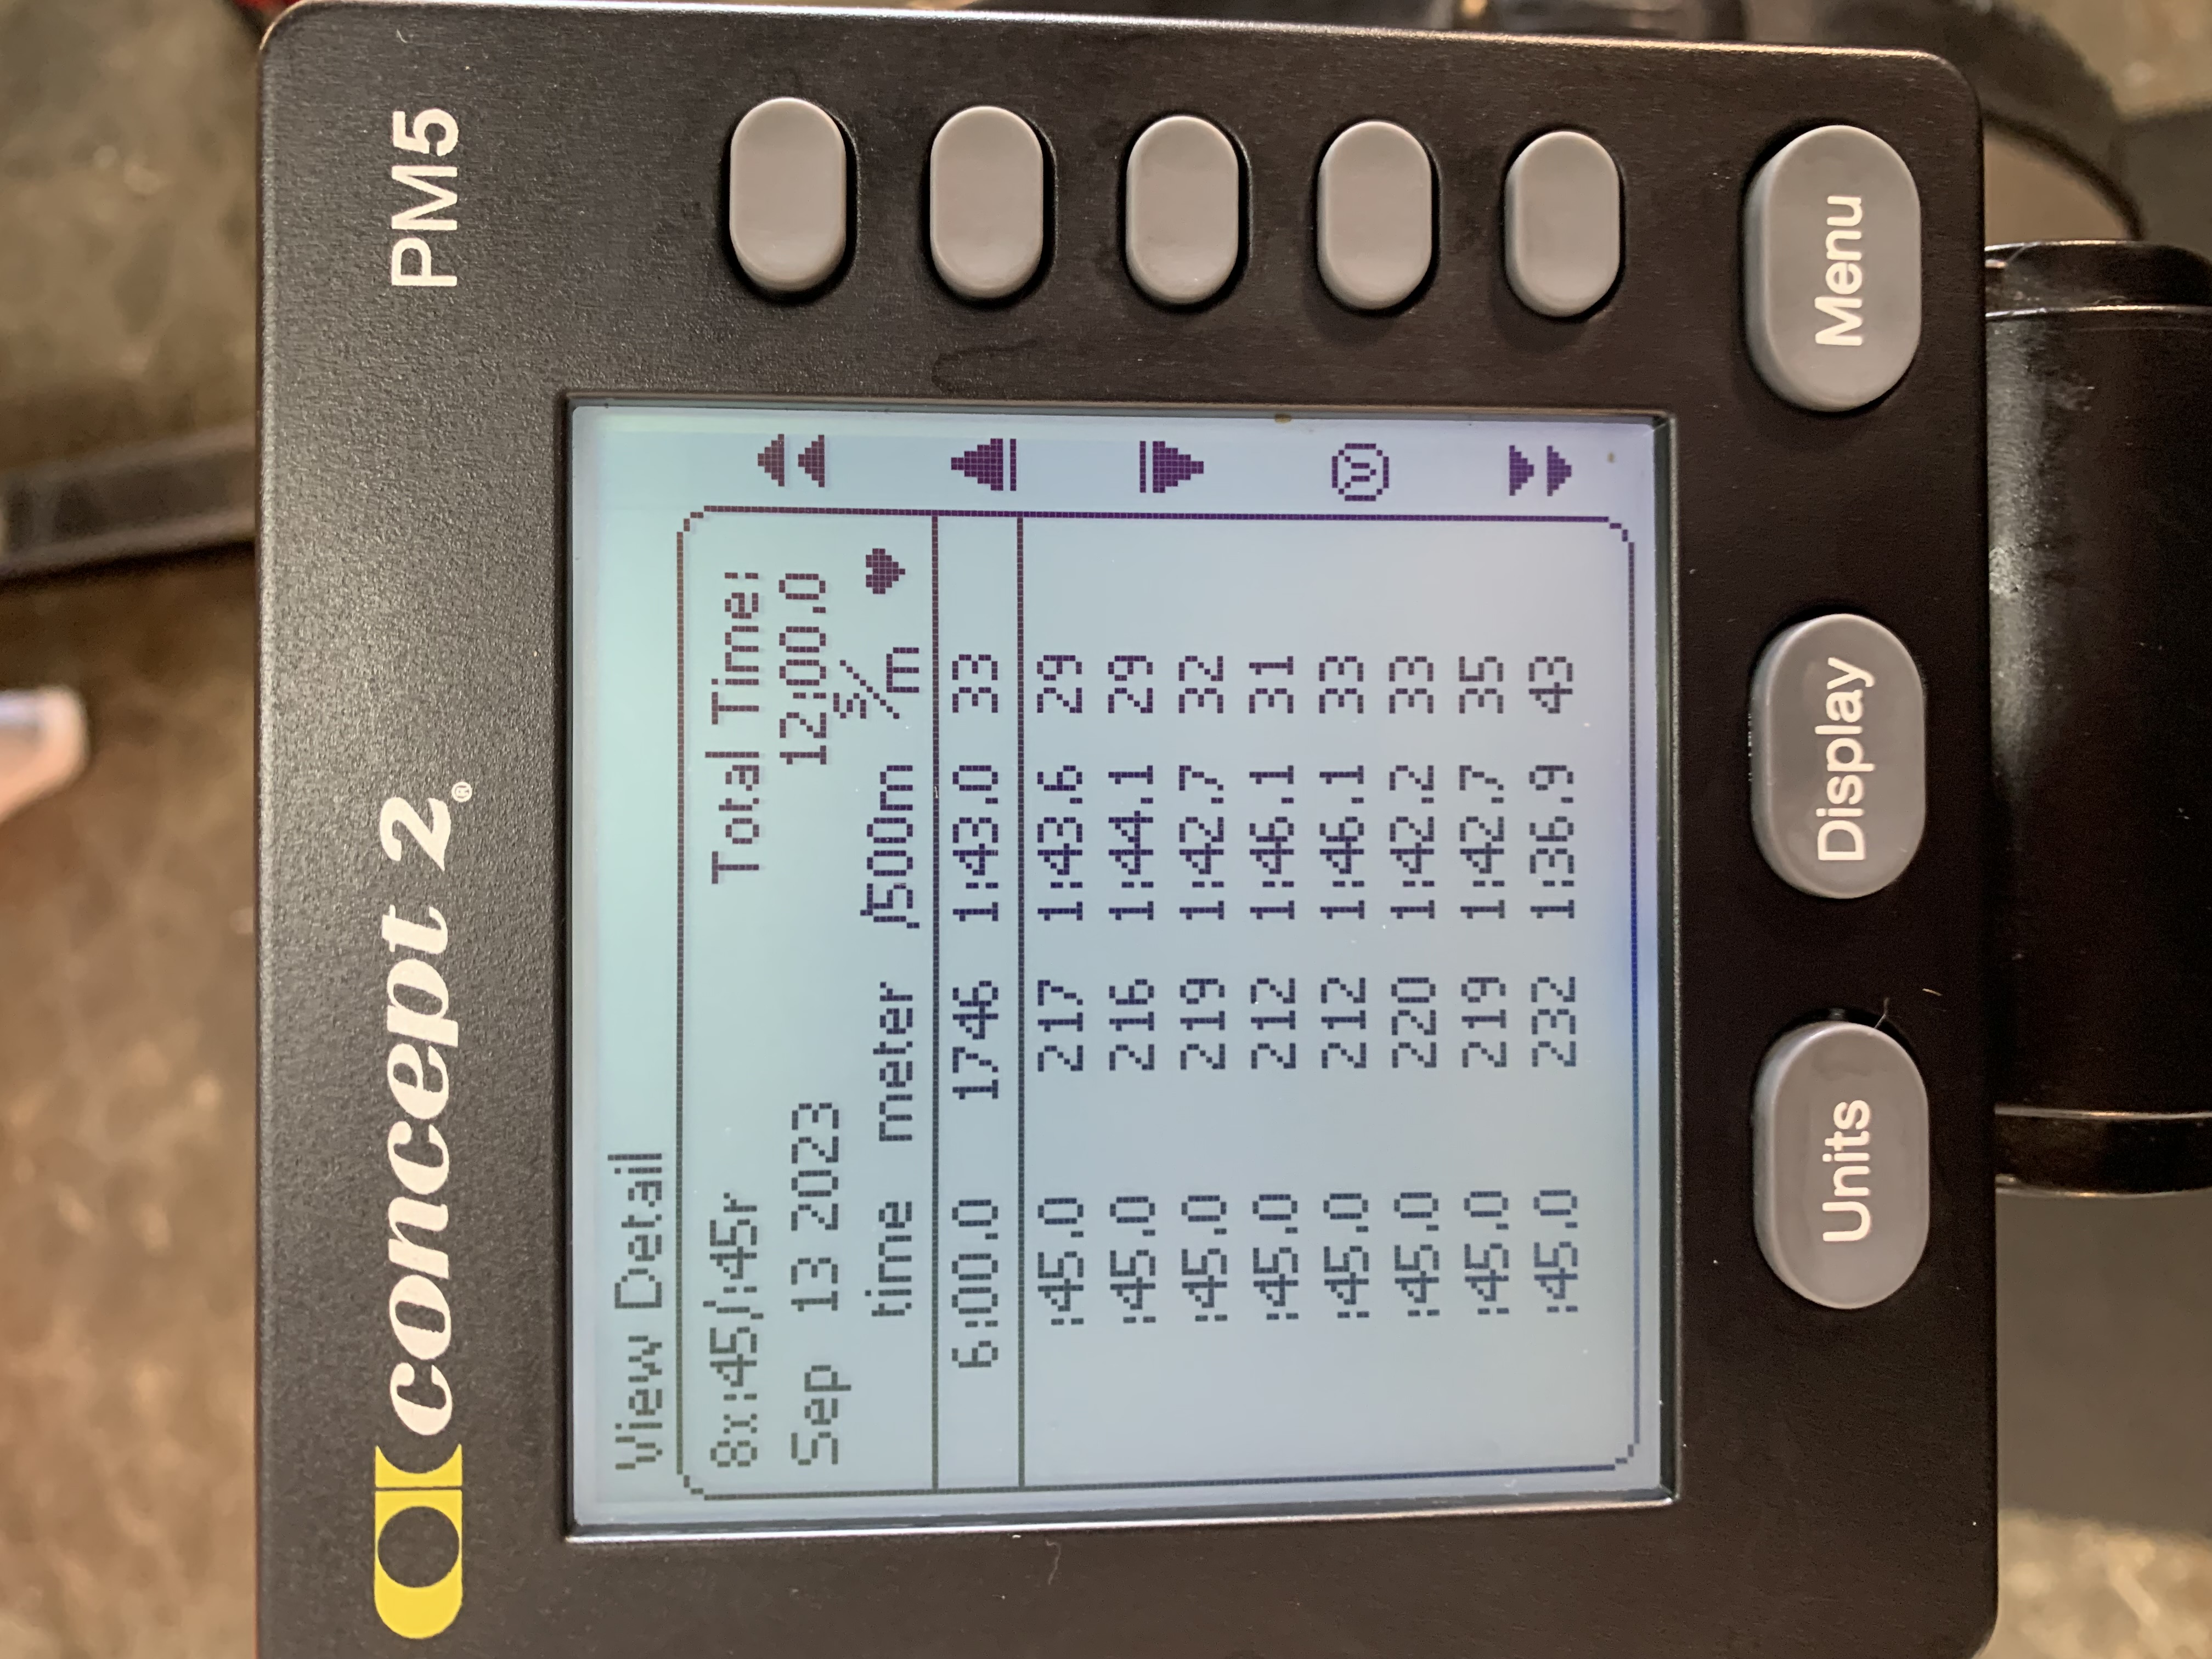 concept 2®
PM5
View Detail
8x:45/:45r Total Time:
Sep 13 2023 12:00.0
time meter /500m s/m ♥
6:00.0 1746 1:43.0 33
:45.0 217 1:43.6 29
:45.0 216 1:44.1 29
:45.0 219 1:42.7 32
:45.0 212 1:46.1 31
:45.0 212 1:46.1 33
:45.0 220 1:42.2 33
:45.0 219 1:42.7 35
:45.0 232 1:36.9 43
Units Display Menu